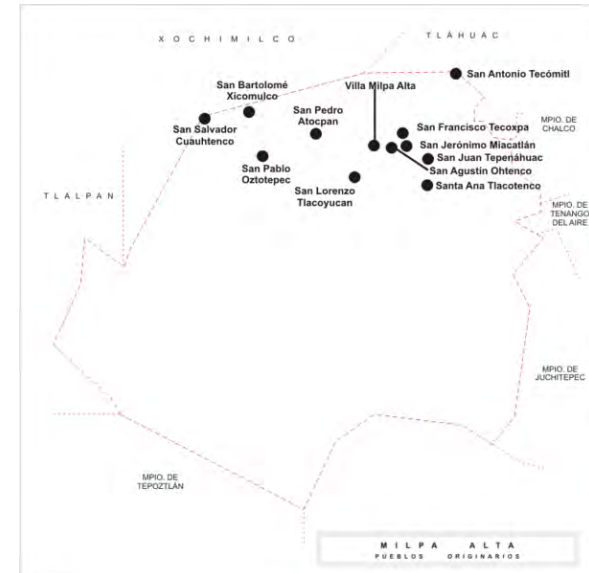 XOCHIMILCO
TLÁHUAC
San Antonio Tecómitl
San Bartolomé
Xicomulco
Villa Milpa Alta
San Pedro
Atocpan
San Salvador
Cuauhtenco
San Francisco Tecoxpa
MPIO. DE
CHALCO
San Jerónimo Miacatlán
San Juan Tepenáhuac
San Pablo
Oztotepec
San Agustín Ohtenco
San Lorenzo
Tlacoyucan
Santa Ana Tlacotenco
TLÁLPAN
MPIO. DE
TENANGO
DEL AIRE
MPIO. DE
JUCHITEPEC
MPIO. DE
TEPOZTLÁN
MILPA ALTA
PUEBLOS ORIGINARIOS